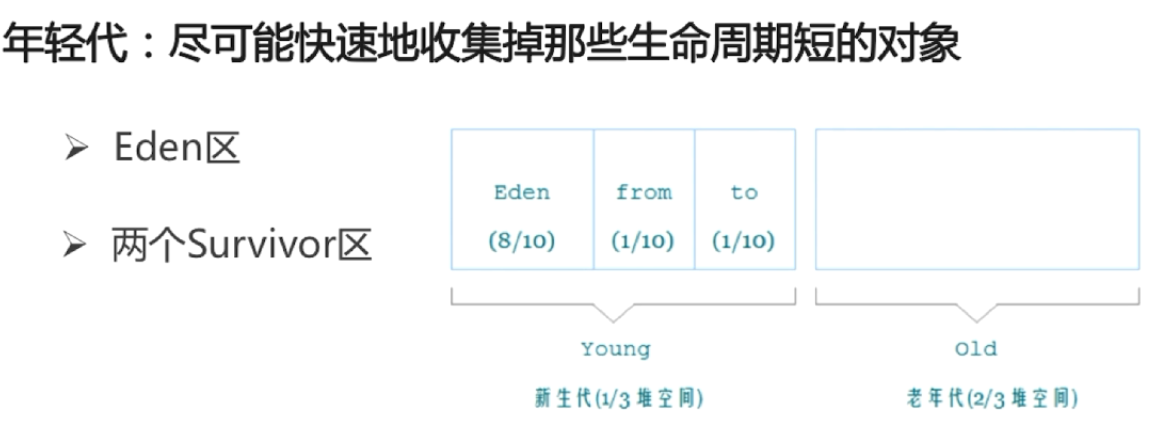 年轻代：尽可能快速地收集掉那些生命周期短的对象
Eden区
两个Survivor区
Eden
(8/10)
from
(1/10)
to
(1/10)
Young
新生代(1/3 堆空间)
Old
老年代(2/3 堆空间)